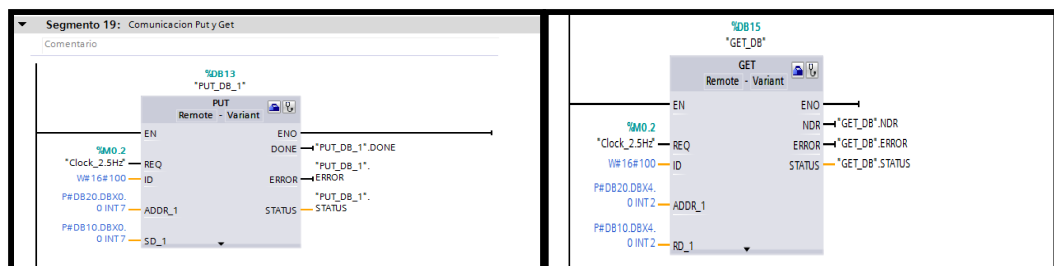 Segmento 19: Comunicacion Put y Get
Comentario
%DB13
"PUT_DB_1"
PUT
Remote - Variant
EN
ENO
%M0.2
"Clock_2.5Hz"
REQ
DONE
"PUT_DB_1".DONE
W#16#100
ID
ERROR
"PUT_DB_1".
ERROR
P#DB20.DBX0.
0 INT 7
ADDR_1
STATUS
"PUT_DB_1".
STATUS
P#DB10.DBX0.
0 INT 7
SD_1
%DB15
"GET_DB"
GET
Remote - Variant
EN
ENO
NDR
"GET_DB".NDR
%M0.2
"Clock_2.5Hz"
REQ
ERROR
"GET_DB".ERROR
W#16#100
ID
STATUS
"GET_DB".STATUS
P#DB20.DBX4.
0 INT 2
ADDR_1
P#DB10.DBX4.
0 INT 2
RD_1